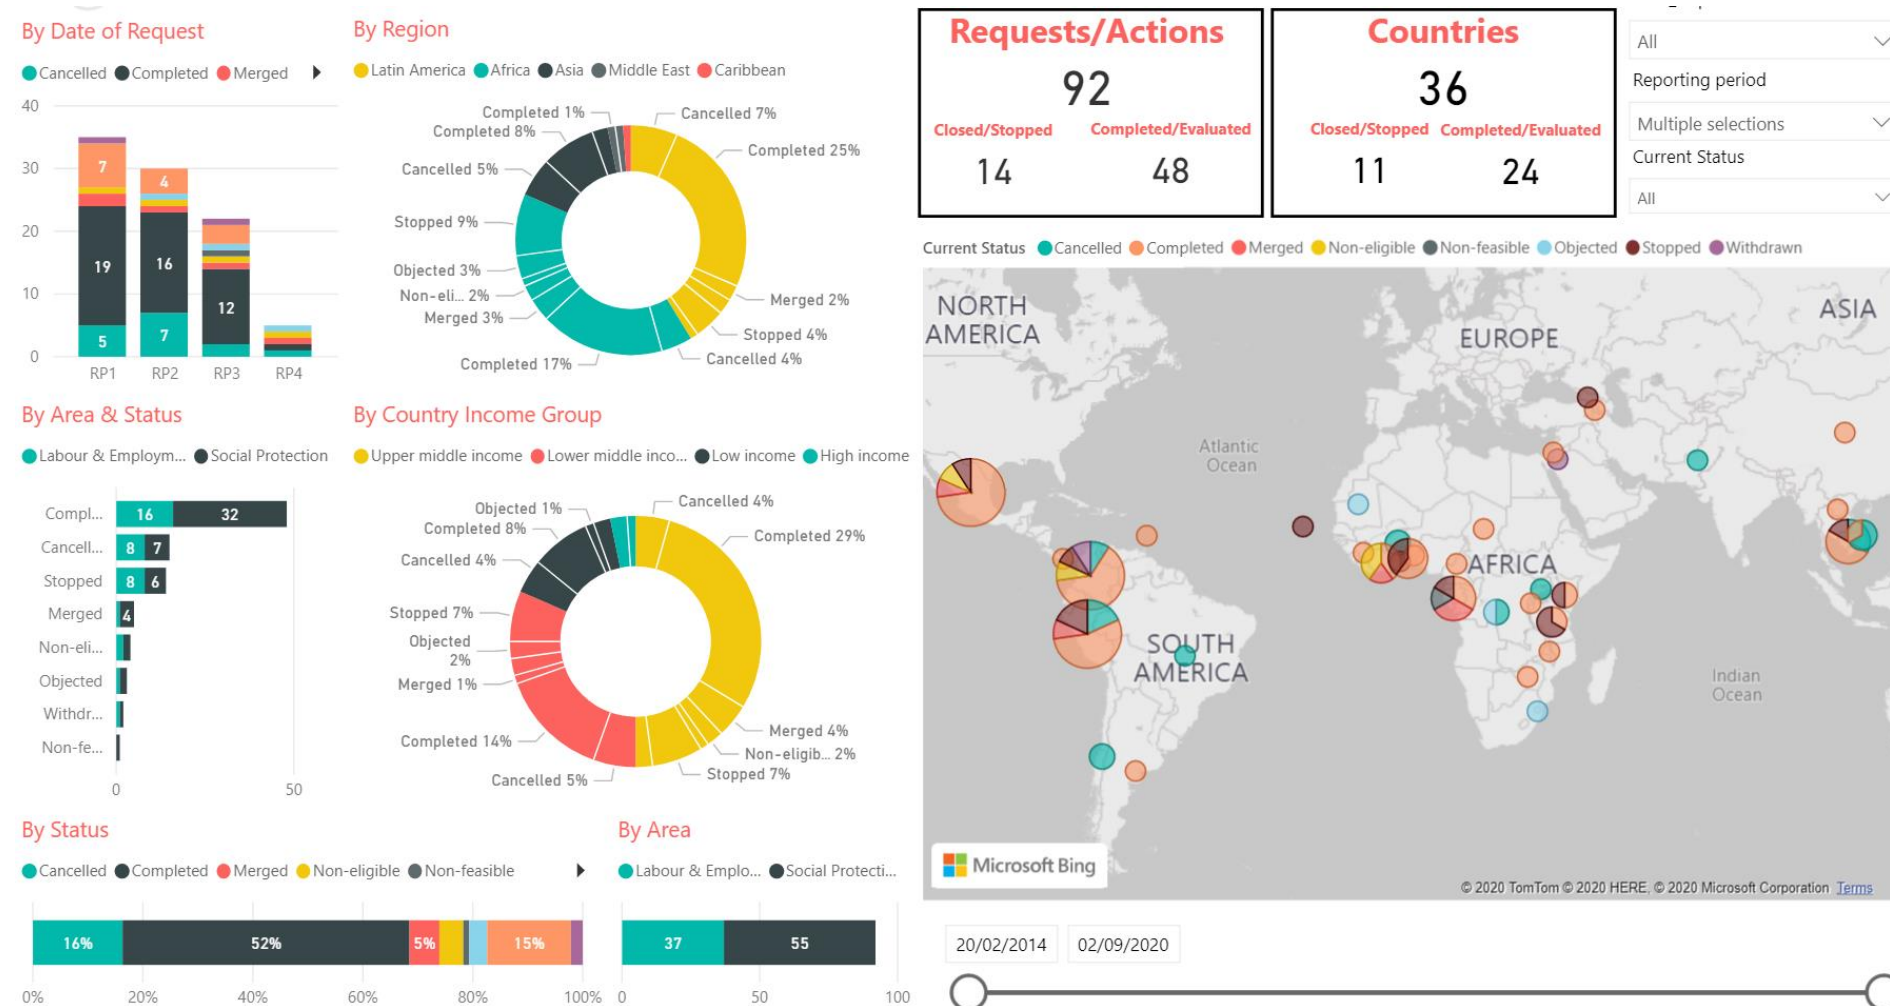 By Date of Request
Cancelled Completed Merged
40
30
20
10
0
7
19
5
4
16
7
12
RP1 RP2 RP3 RP4
By Region
Latin America Africa Asia Middle East Caribbean
Completed 1%
Completed 8%
Cancelled 5%
Stopped 9%
Objected 3%
Non-eli... 2%
Merged 3%
Completed 17%
Cancelled 7%
Completed 25%
Merged 2%
Stopped 4%
Cancelled 4%
By Area & Status
Labour & Employm... Social Protection
Compl... 16 32
Cancell... 8 7
Stopped 8 6
Merged 4
Non-eli...
Objected
Withdr...
Non-fe...
0 50
By Country Income Group
Upper middle income Lower middle inco... Low income High income
Objected 1%
Completed 8%
Cancelled 4%
Stopped 7%
Objected
2%
Merged 1%
Completed 14%
Cancelled 5%
Cancelled 4%
Completed 29%
Merged 4%
Non-eligib... 2%
Stopped 7%
By Status
Cancelled Completed Merged Non-eligible Non-feasible
16% 52% 5% 15%
0% 20% 40% 60% 80% 100%
By Area
Labour & Emplo... Social Protecti...
37 55
0 50 100
Requests/Actions
92
Closed/Stopped Completed/Evaluated
14 48
Countries
36
Closed/Stopped Completed/Evaluated
11 24
All
Reporting period
Multiple selections
Current Status
All
Current Status Cancelled Completed Merged Non-eligible Non-feasible Objected Stopped Withdrawn
NORTH
AMERICA
EUROPE
ASIA
Atlantic
Ocean
AFRICA
SOUTH
AMERICA
Indian
Ocean
Microsoft Bing
© 2020 TomTom © 2020 HERE, © 2020 Microsoft Corporation Terms
20/02/2014 02/09/2020